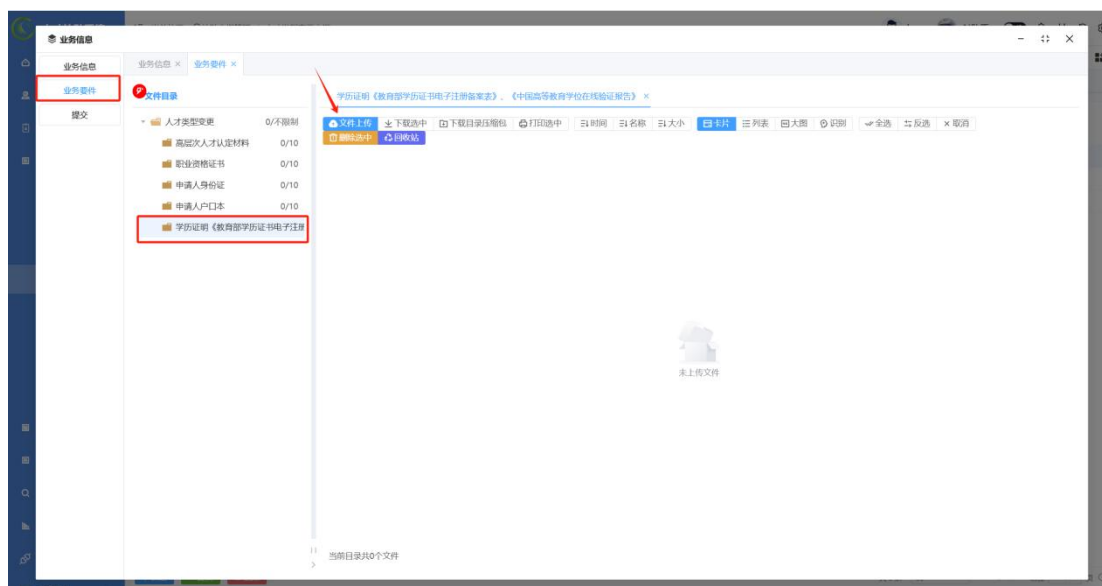 业务信息
业务信息
业务要件
提交
业务信息 ×
业务要件 ×
文件目录
人才类型变更 0/不限制
高层次人才认定材料 0/10
职业资格证书 0/10
申请人身份证 0/10
申请人户口本 0/10
学历证明《教育部学历证书电子注册
学历证明《教育部学历证书电子注册备案表》、《中国高等教育学位在线验证报告》 ×
文件上传 下载选中 下载目录压缩包 打印选中 时间 名称 大小 卡片 列表 大图 识别 全选 反选 × 取消
删除选中 回收站
未上传文件
当前目录共0个文件